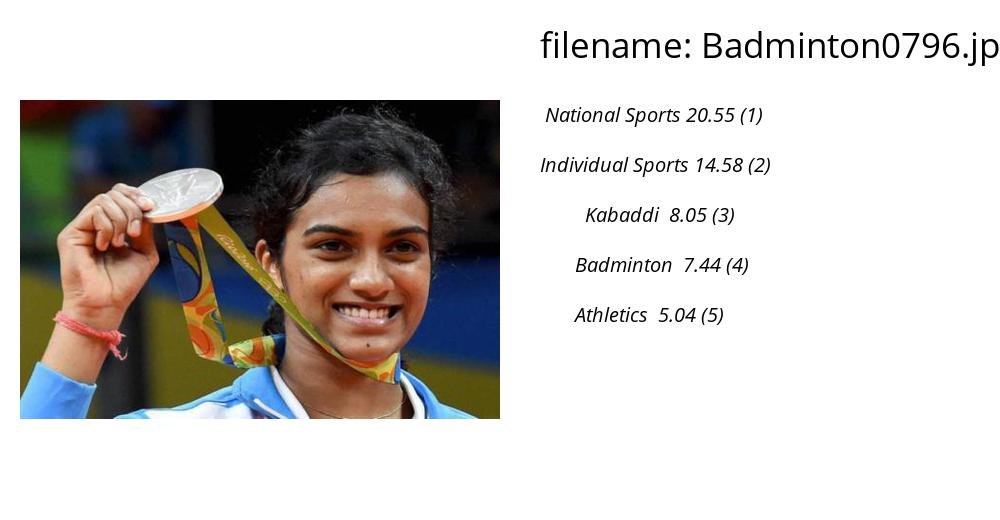 filename: Badminton0796.jp
National Sports 20.55 (1)
Individual Sports 14.58 (2)
Kabaddi 8.05 (3)
Badminton 7.44 (4)
Athletics 5.04 (5)